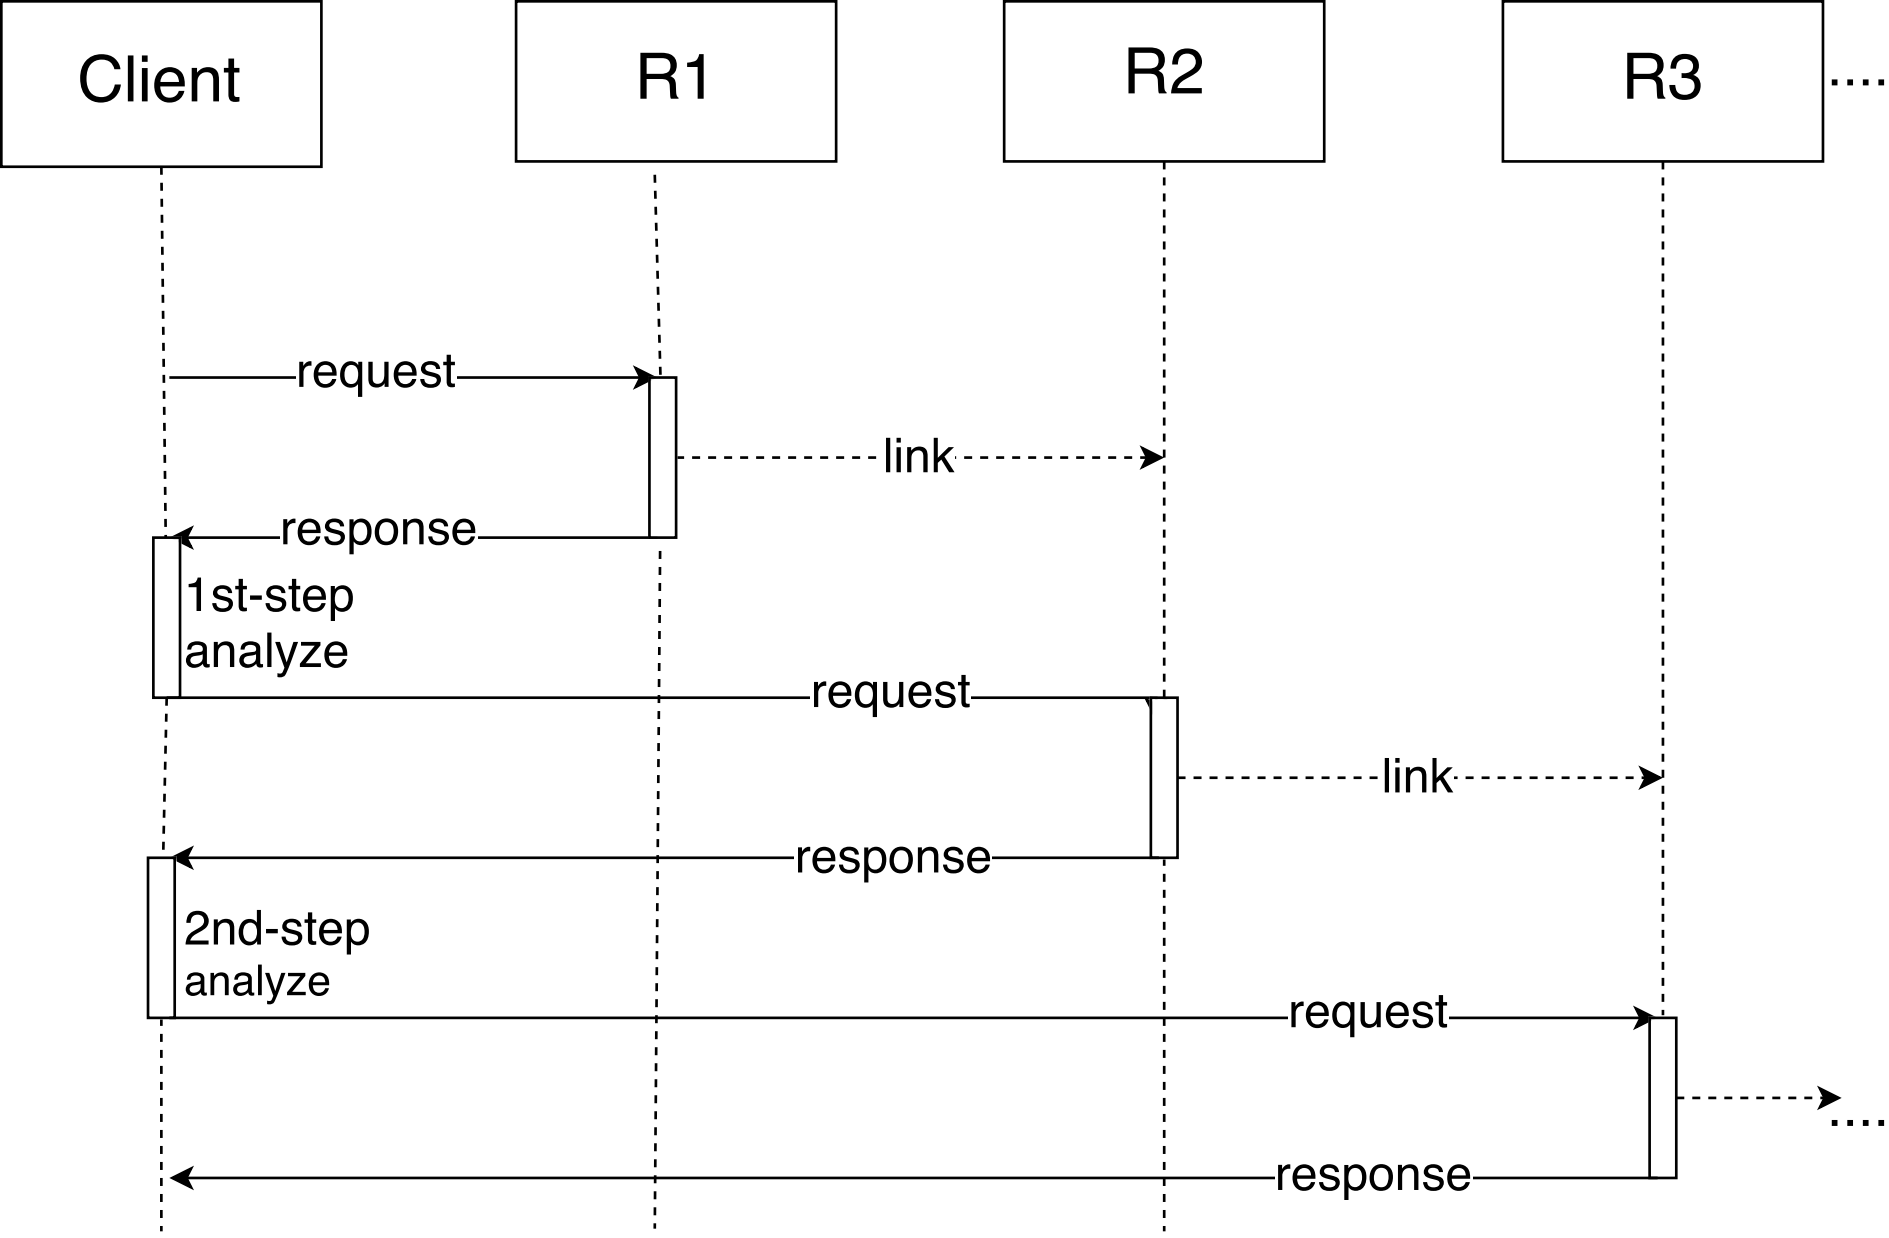 Client
R1
R2
R3
....
request
link
response
1st-step
analyze
request
link
response
2nd-step
analyze
request
....
response